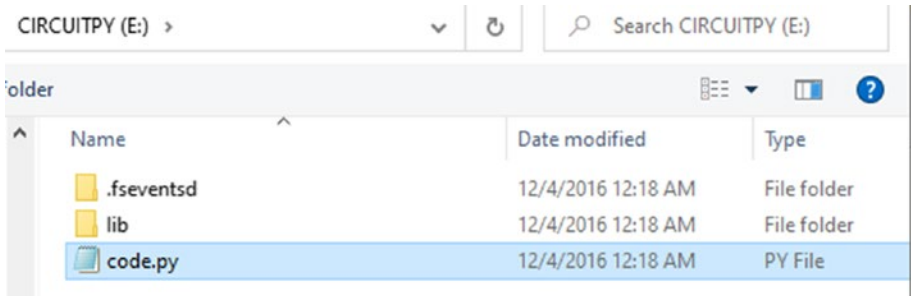 CIRCUITPY (E:) > Search CIRCUITPY (E:)
folder ?
Name Date modified Type
.fseventsd 12/4/2016 12:18 AM File folder
lib 12/4/2016 12:18 AM File folder
code.py 12/4/2016 12:18 AM PY File